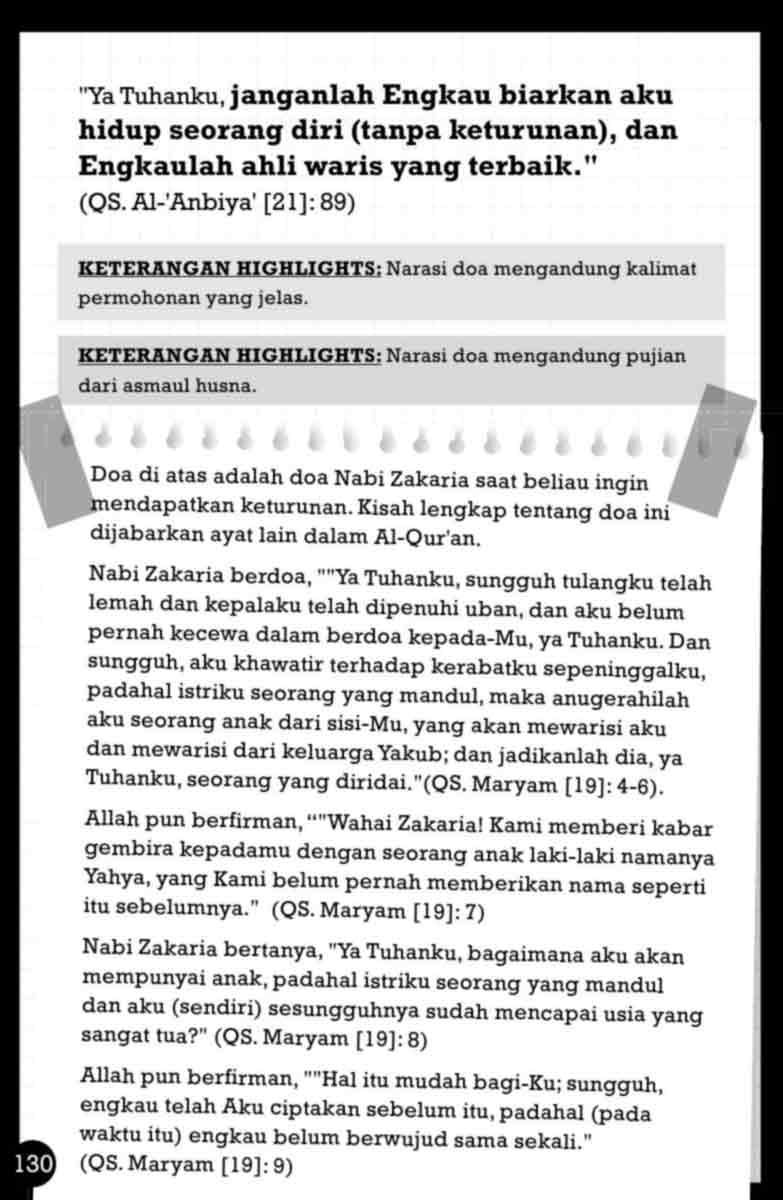 "Ya Tuhanku, janganlah Engkau biarkan aku
hidup seorang diri (tanpa keturunan), dan
Engkaulah ahli waris yang terbaik."
(QS. Al-'Anbiya' [21]: 89)
KETERANGAN HIGHLIGHTS: Narasi doa mengandung kalimat
permohonan yang jelas.
KETERANGAN HIGHLIGHTS: Narasi doa mengandung pujian
dari asmaul husna.
Doa di atas adalah doa Nabi Zakaria saat beliau ingin
mendapatkan keturunan. Kisah lengkap tentang doa ini
dijabarkan ayat lain dalam Al-Qur'an.
Nabi Zakaria berdoa, ""Ya Tuhanku, sungguh tulangku telah
lemah dan kepalaku telah dipenuhi uban, dan aku belum
pernah kecewa dalam berdoa kepada-Mu, ya Tuhanku. Dan
sungguh, aku khawatir terhadap kerabatku sepeninggalku,
padahal istriku seorang yang mandul, maka anugerahilah
aku seorang anak dari sisi-Mu, yang akan mewarisi aku
dan mewarisi dari keluarga Yakub; dan jadikanlah dia, ya
Tuhanku, seorang yang diridai."(QS. Maryam [19]: 4-6).
Allah pun berfirman, “"Wahai Zakaria! Kami memberi kabar
gembira kepadamu dengan seorang anak laki-laki namanya
Yahya, yang Kami belum pernah memberikan nama seperti
itu sebelumnya." (QS. Maryam [19]: 7)
Nabi Zakaria bertanya, "Ya Tuhanku, bagaimana aku akan
mempunyai anak, padahal istriku seorang yang mandul
dan aku (sendiri) sesungguhnya sudah mencapai usia yang
sangat tua?" (QS. Maryam [19]: 8)
Allah pun berfirman, ""Hal itu mudah bagi-Ku; sungguh,
engkau telah Aku ciptakan sebelum itu, padahal (pada
waktu itu) engkau belum berwujud sama sekali."
(QS. Maryam [19]: 9)
130